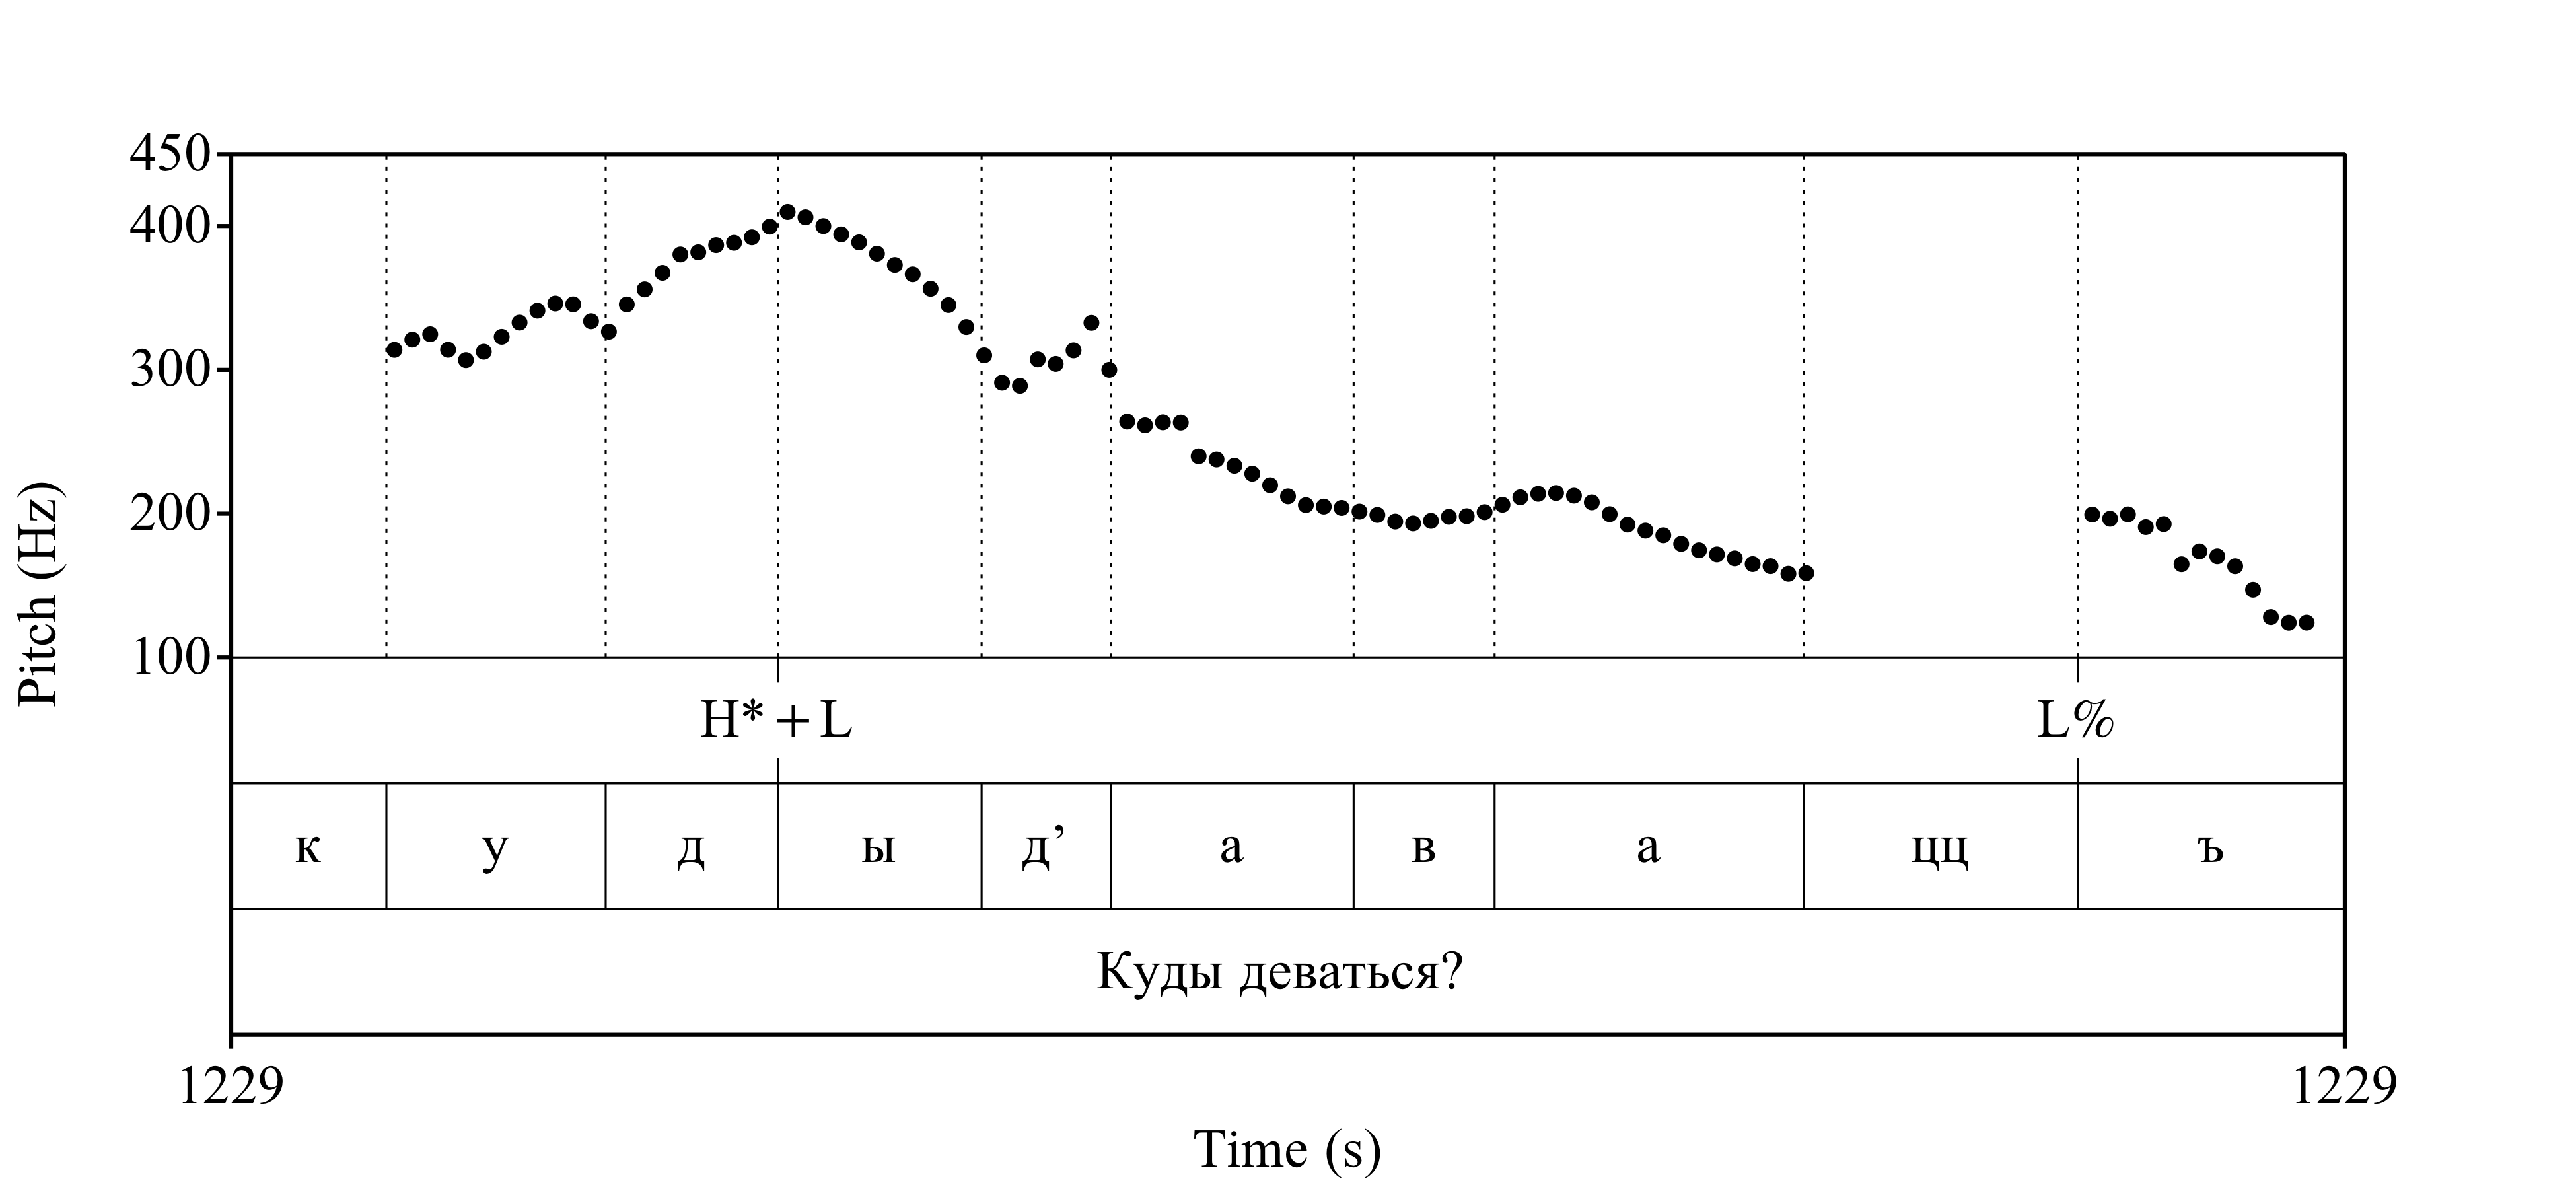 450
400
300
200
100
Pitch (Hz)
H* + L L%
к у д ы д’ а в а цц ъ
Куды деваться?
1229 1229
Time (s)